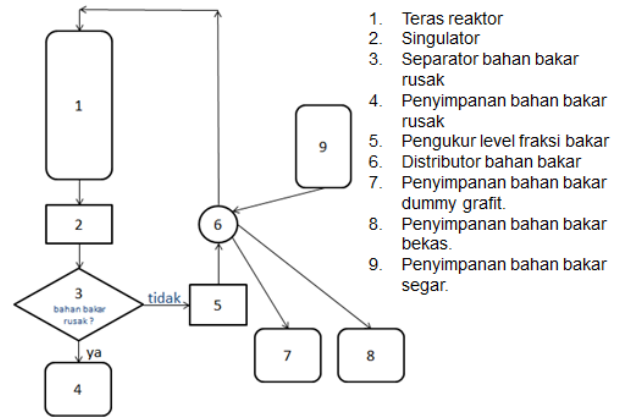 1
2
3
bahan bakar
rusak ?
tidak
ya
4
5
6
7
8
9
1. Teras reaktor
2. Singulator
3. Separator bahan bakar
rusak
4. Penyimpanan bahan bakar
rusak
5. Pengukur level fraksi bakar
6. Distributor bahan bakar
7. Penyimpanan bahan bakar
dummy grafit.
8. Penyimpanan bahan bakar
bekas.
9. Penyimpanan bahan bakar
segar.